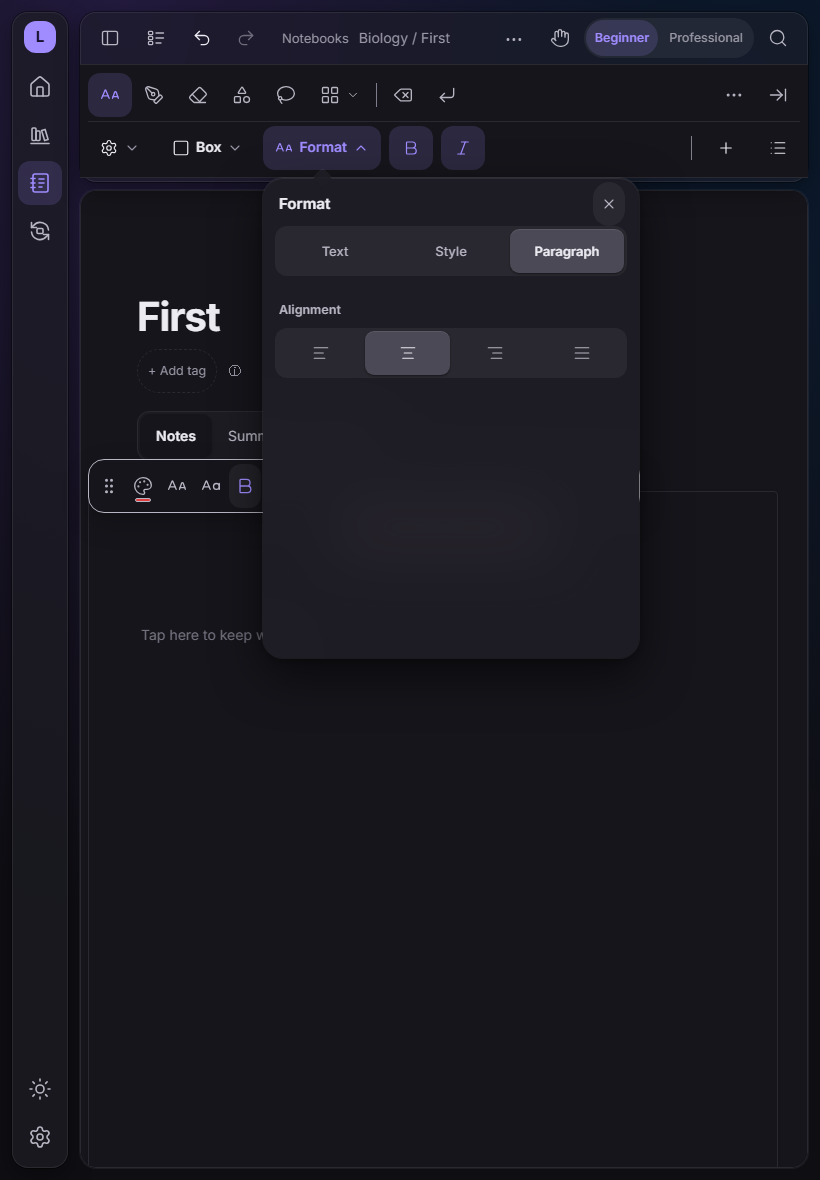 L
Notebooks Biology / First
Beginner Professional
Box
Format
B I
Format
Text Style Paragraph
Alignment
First
+ Add tag
Notes Summ
Aa B
Tap here to keep